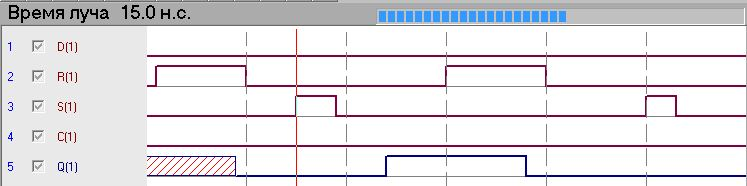 Время луча 15.0 н.с.
1 D(1)
2 R(1)
3 S(1)
4 C(1)
5 Q(1)